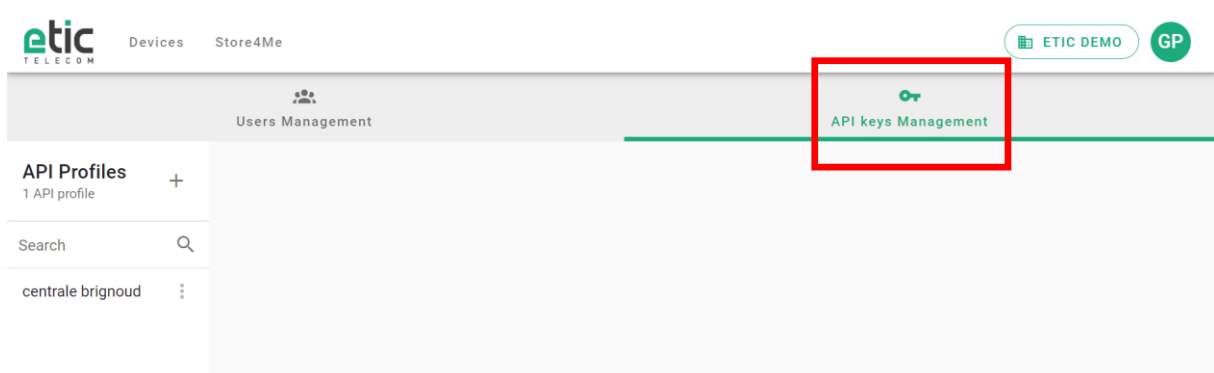 etic
TELECOM
Devices Store4Me ETIC DEMO GP
Users Management API keys Management
API Profiles
1 API profile
Search
centrale brignoud